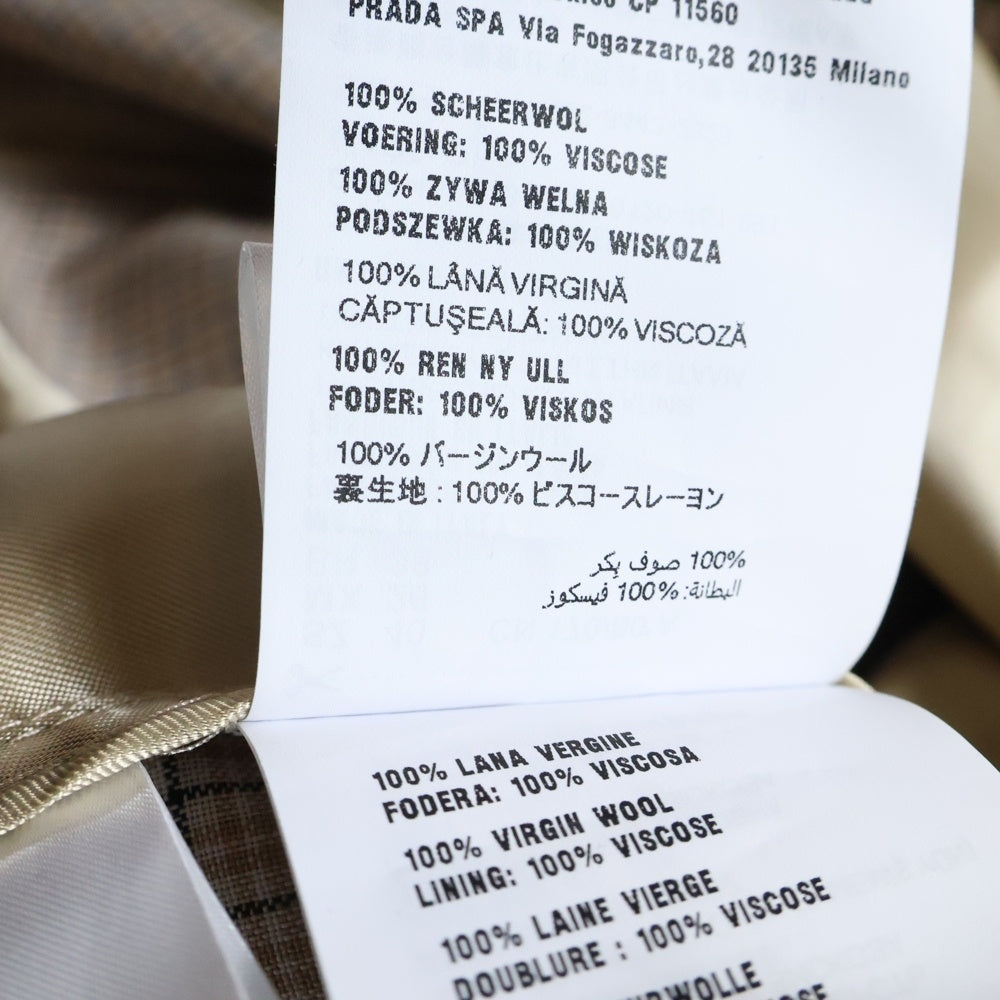 CP 11560
PRADA SPA Via Fogazzaro,28 20135 Milano
100% SCHEERWOL
VOERING: 100% VISCOSE
100% ZYWA WELNA
PODSZEWKA: 100% WISKOZA
100% LÂNĂ VIRGINĂ
CĂPTUŞEALĂ: 100% VISCOZĂ
100% REN NY ULL
FODER: 100% VISKOS
100% バージンウール
裏生地 : 100% ビスコースレーヨン
100% صوف بكر
البطانة: 100% فيسكوز
100% LANA VERGINE
FODERA: 100% VISCOSA
100% VIRGIN WOOL
LINING: 100% VISCOSE
100% LAINE VIERGE
DOUBLURE : 100% VISCOSE